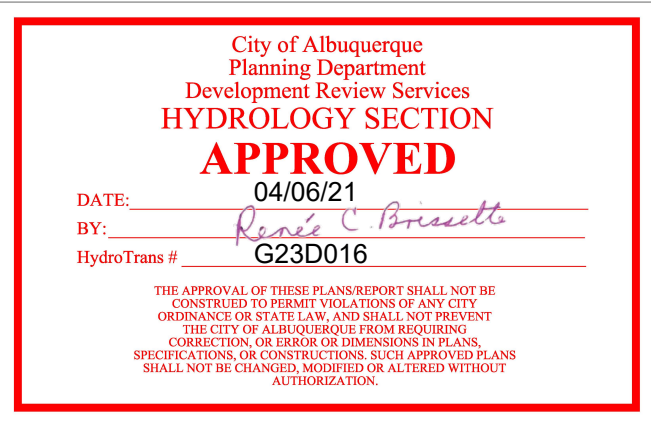 City of Albuquerque
Planning Department
Development Review Services
HYDROLOGY SECTION
APPROVED
DATE: 04/06/21
BY: Renée C. Brissette
HydroTrans # G23D016
THE APPROVAL OF THESE PLANS/REPORT SHALL NOT BE
CONSTRUED TO PERMIT VIOLATIONS OF ANY CITY
ORDINANCE OR STATE LAW, AND SHALL NOT PREVENT
THE CITY OF ALBUQUERQUE FROM REQUIRING
CORRECTION, OR ERROR OR DIMENSIONS IN PLANS,
SPECIFICATIONS, OR CONSTRUCTIONS. SUCH APPROVED PLANS
SHALL NOT BE CHANGED, MODIFIED OR ALTERED WITHOUT
AUTHORIZATION.